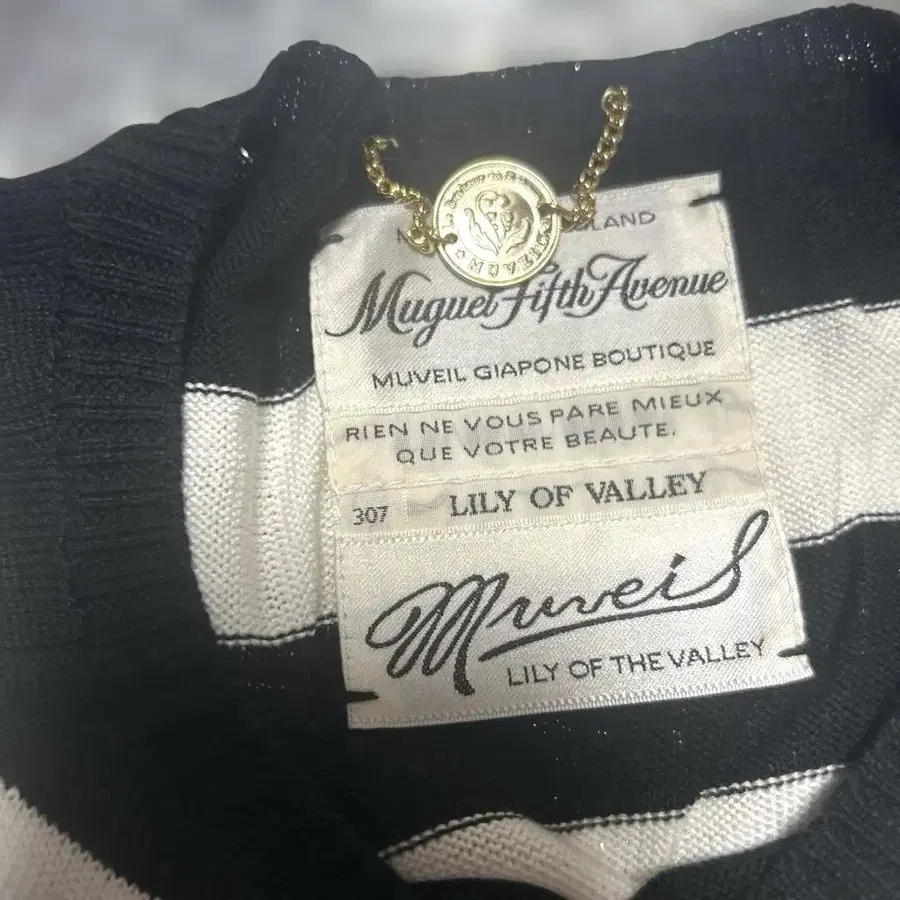 MUVEIL
LAND
Muguet Fifth Avenue
MUVEIL GIAPONE BOUTIQUE
RIEN NE VOUS PARE MIEUX
QUE VOTRE BEAUTE.
307 LILY OF VALLEY
Muveil
LILY OF THE VALLEY